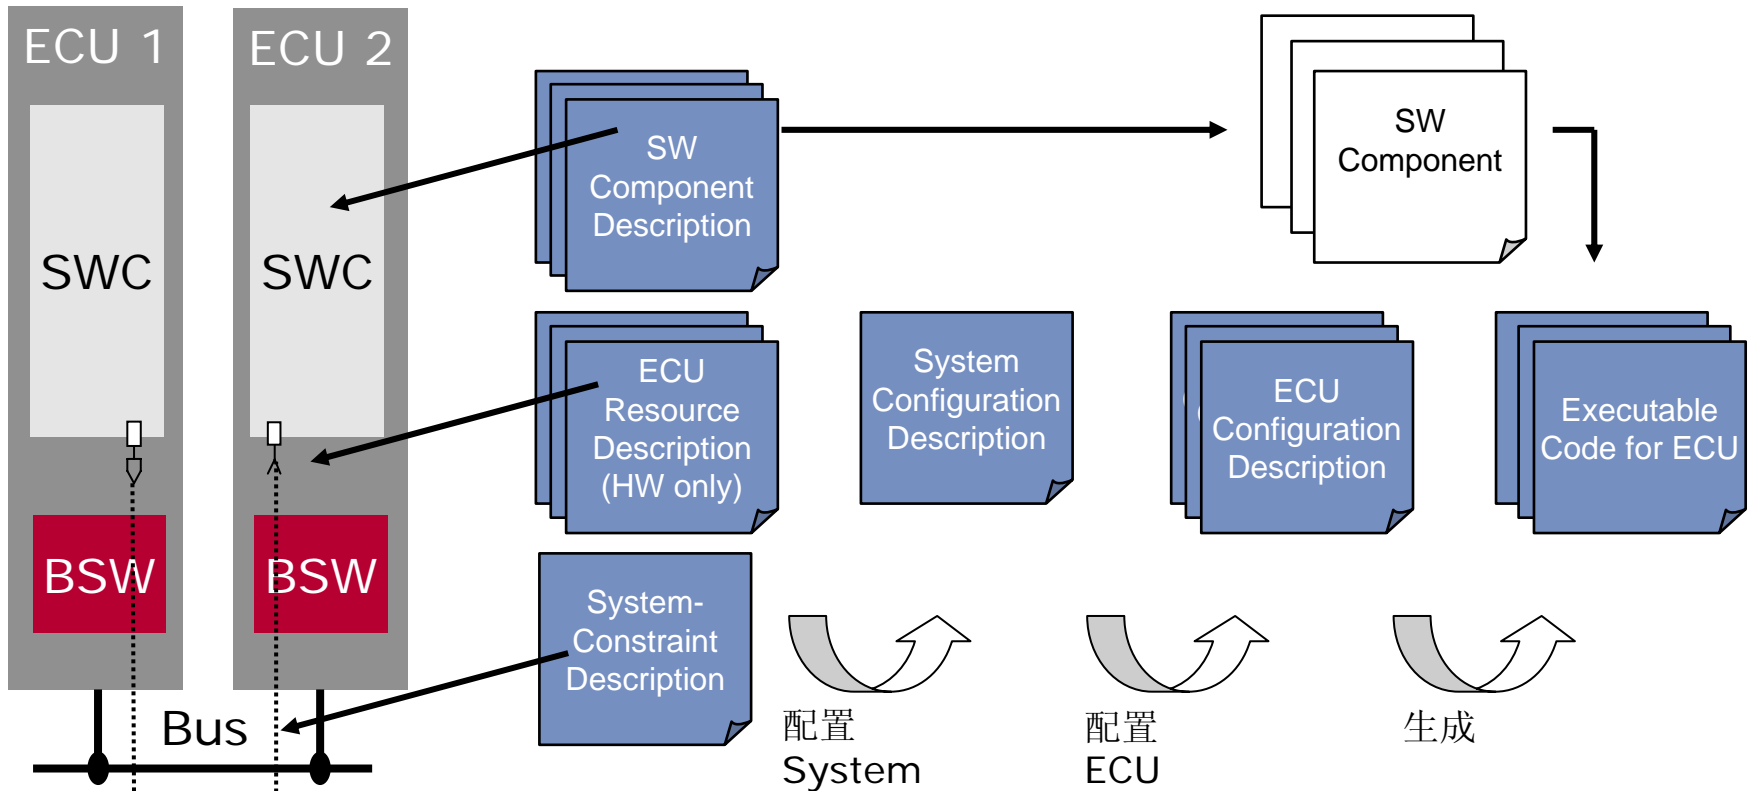 ECU 1
SWC
BSW
ECU 2
SWC
BSW
Bus
SW
Component
Description
ECU
Resource
Description
(HW only)
System-
Constraint
Description
System
Configuration
Description
SW
Component
ECU
Configuration
Description
Executable
Code for ECU
配置
System
配置
ECU
生成